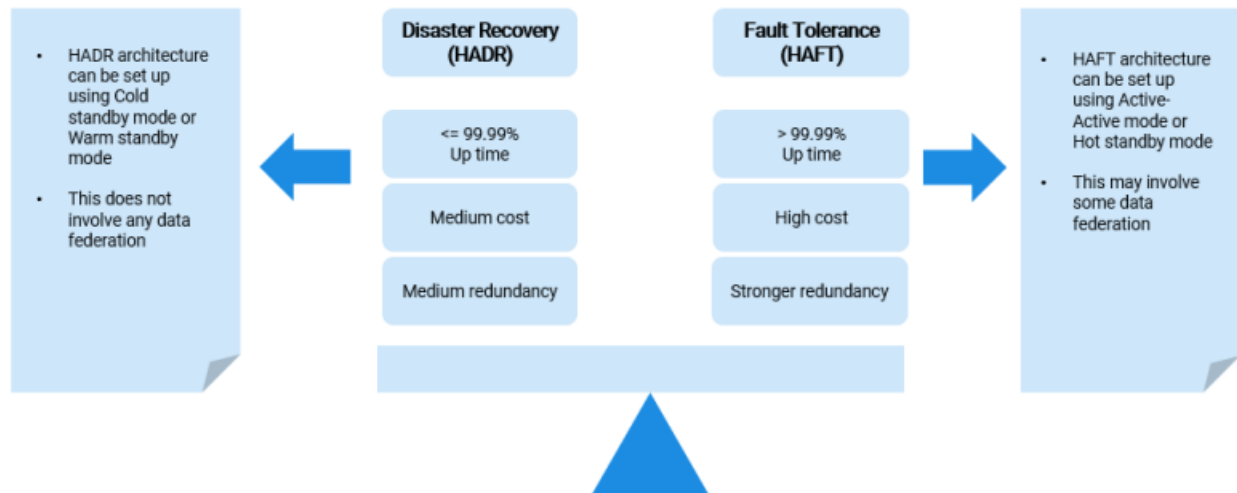 • HADR architecture
can be set up
using Cold
standby mode or
Warm standby
mode
• This does not
involve any data
federation
Disaster Recovery
(HADR)
<= 99.99%
Up time
Medium cost
Medium redundancy
Fault Tolerance
(HAFT)
> 99.99%
Up time
High cost
Stronger redundancy
• HAFT architecture
can be set up
using Active-
Active mode or
Hot standby mode
• This may involve
some data
federation